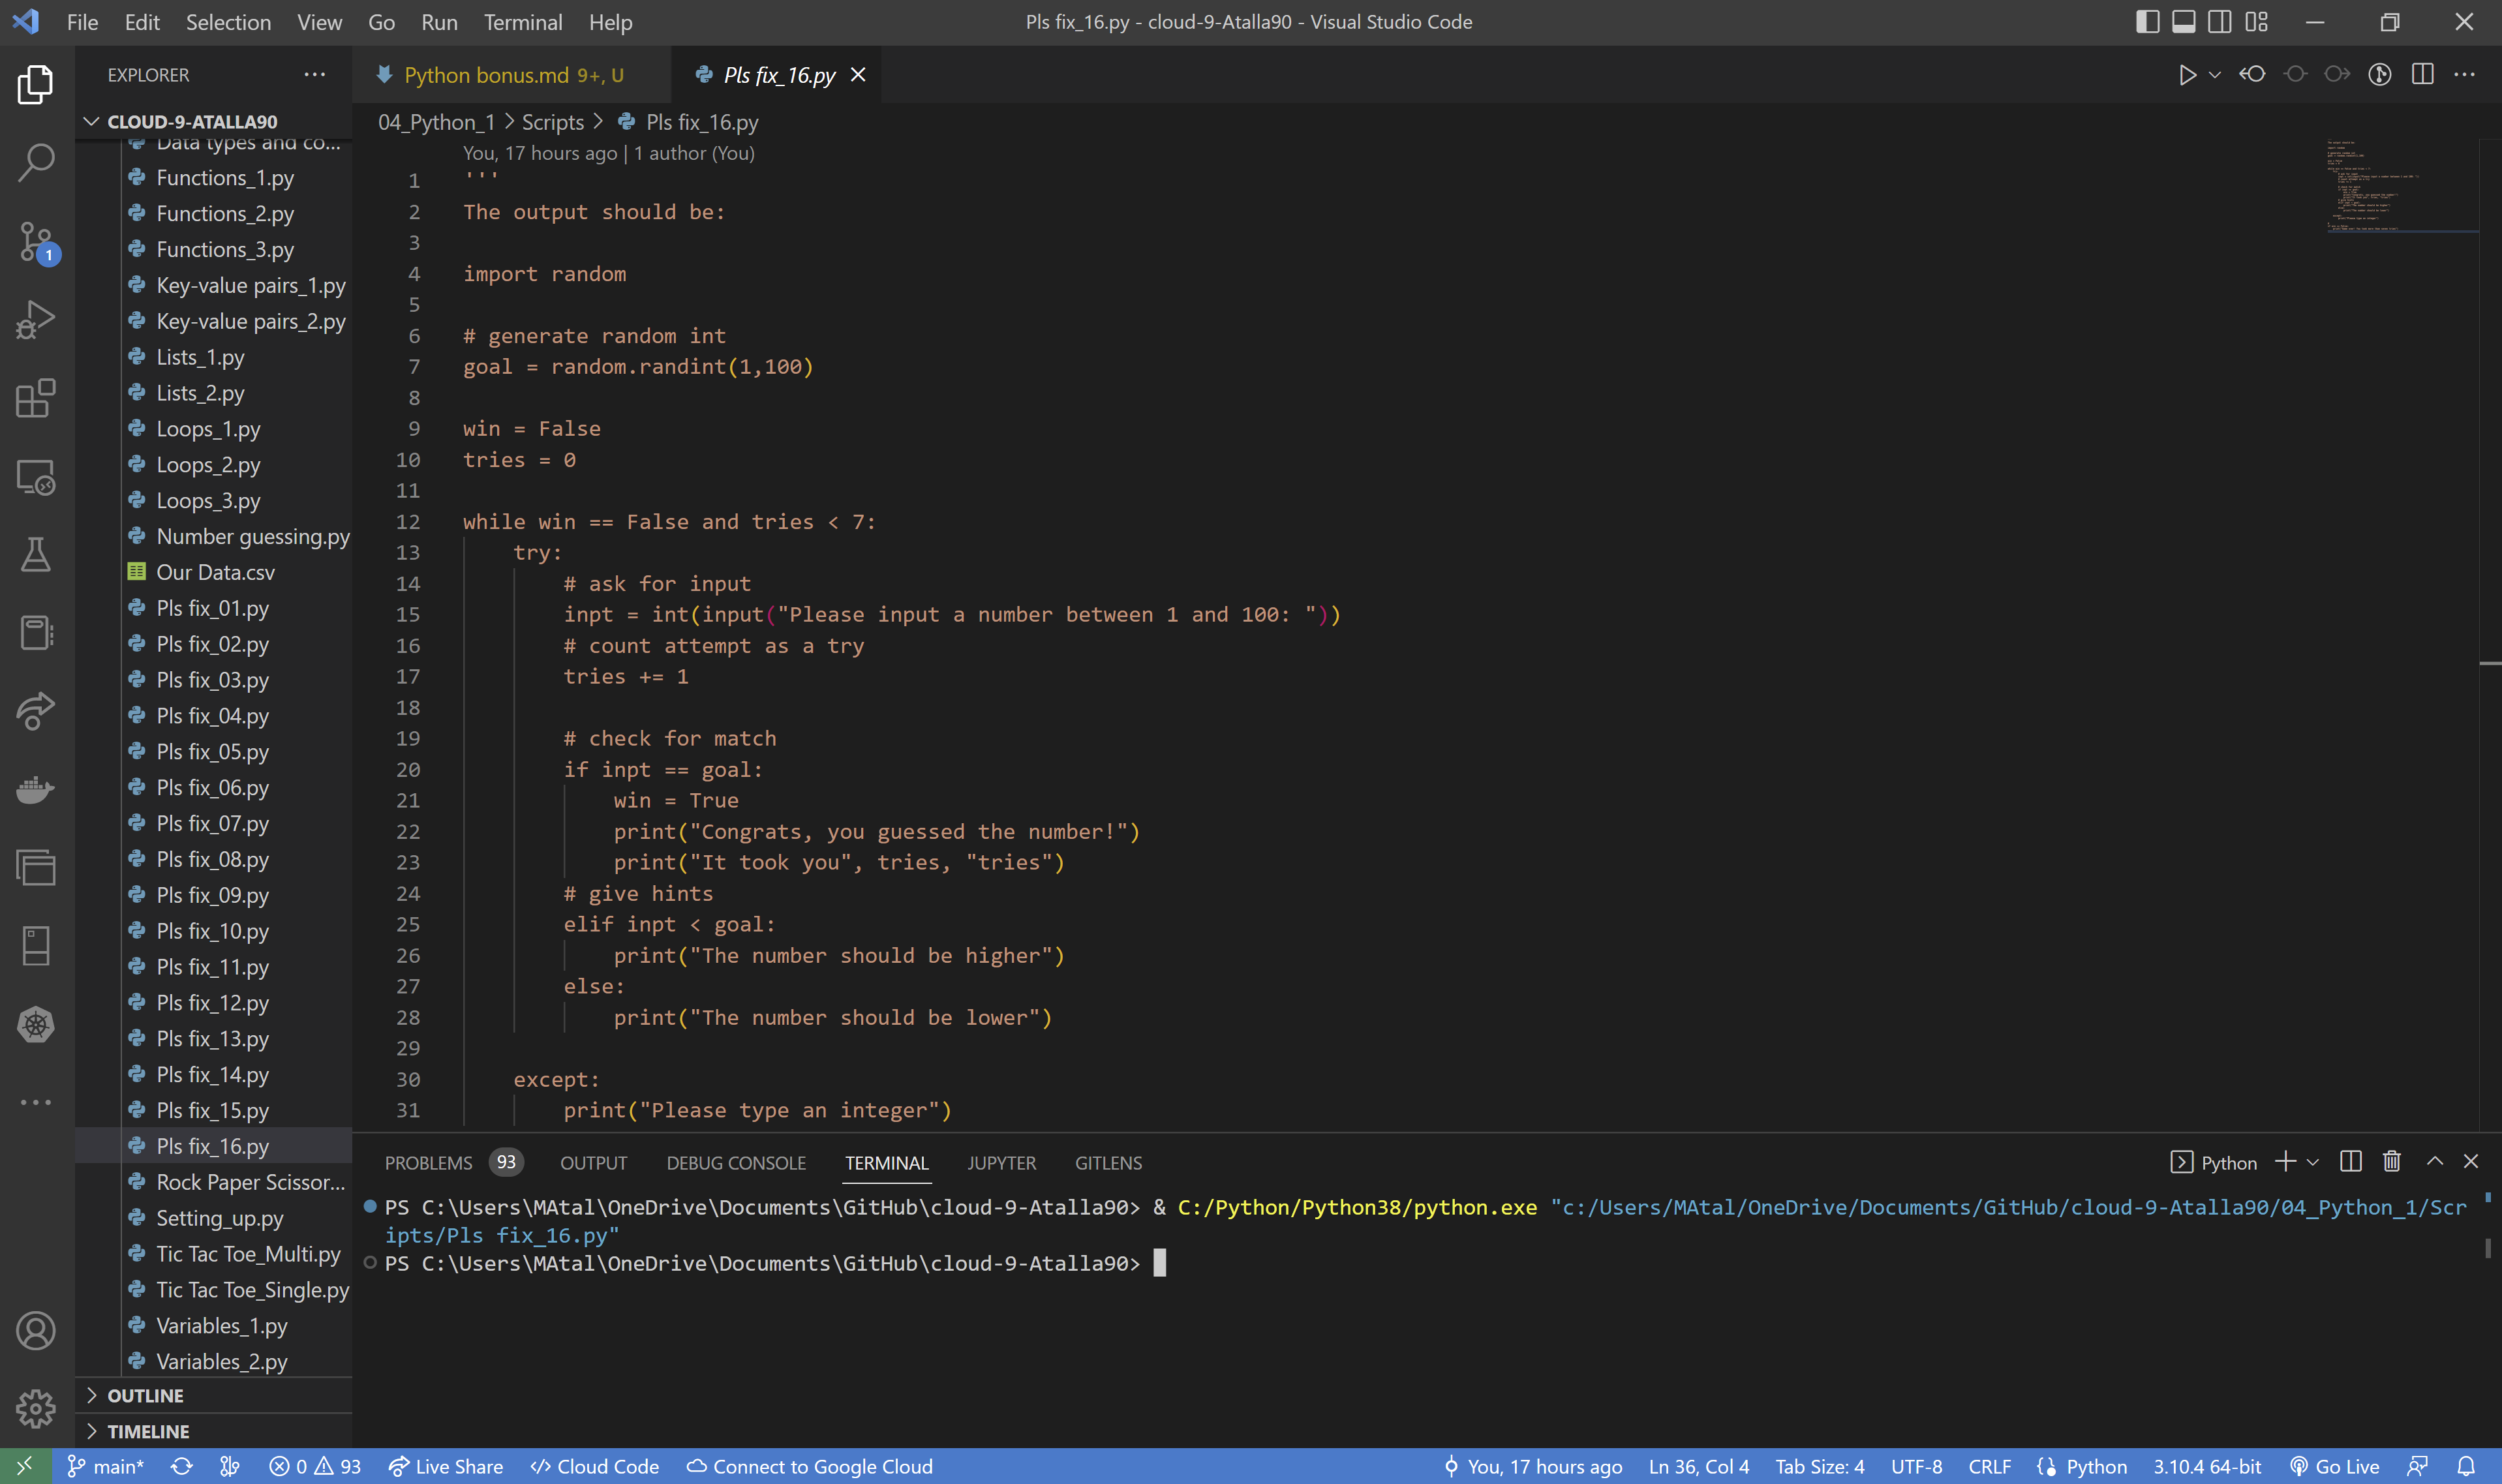 File Edit Selection View Go Run Terminal Help
Pls fix_16.py - cloud-9-Atalla90 - Visual Studio Code
EXPLORER
CLOUD-9-ATALLA90
Data types and co...
Functions_1.py
Functions_2.py
Functions_3.py
Key-value pairs_1.py
Key-value pairs_2.py
Lists_1.py
Lists_2.py
Loops_1.py
Loops_2.py
Loops_3.py
Number guessing.py
Our Data.csv
Pls fix_01.py
Pls fix_02.py
Pls fix_03.py
Pls fix_04.py
Pls fix_05.py
Pls fix_06.py
Pls fix_07.py
Pls fix_08.py
Pls fix_09.py
Pls fix_10.py
Pls fix_11.py
Pls fix_12.py
Pls fix_13.py
Pls fix_14.py
Pls fix_15.py
Pls fix_16.py
Rock Paper Scissor...
Setting_up.py
Tic Tac Toe_Multi.py
Tic Tac Toe_Single.py
Variables_1.py
Variables_2.py
OUTLINE
TIMELINE
1
Python bonus.md 9+, U
Pls fix_16.py
04_Python_1 > Scripts > Pls fix_16.py
You, 17 hours ago | 1 author (You)
1 '''
2 The output should be:
3
4 import random
5
6 # generate random int
7 goal = random.randint(1,100)
8
9 win = False
10 tries = 0
11
12 while win == False and tries < 7:
13     try:
14         # ask for input
15         inpt = int(input("Please input a number between 1 and 100: "))
16         # count attempt as a try
17         tries += 1
18
19         # check for match
20         if inpt == goal:
21             win = True
22             print("Congrats, you guessed the number!")
23             print("It took you", tries, "tries")
24         # give hints
25         elif inpt < goal:
26             print("The number should be higher")
27         else:
28             print("The number should be lower")
29
30     except:
31         print("Please type an integer")
PROBLEMS 93 OUTPUT DEBUG CONSOLE TERMINAL JUPYTER GITLENS
Python
PS C:\Users\MAtal\OneDrive\Documents\GitHub\cloud-9-Atalla90> & C:/Python/Python38/python.exe "c:/Users/MAtal/OneDrive/Documents/GitHub/cloud-9-Atalla90/04_Python_1/Scr
ipts/Pls fix_16.py"
PS C:\Users\MAtal\OneDrive\Documents\GitHub\cloud-9-Atalla90>
main* 0 93 Live Share </> Cloud Code Connect to Google Cloud You, 17 hours ago Ln 36, Col 4 Tab Size: 4 UTF-8 CRLF Python 3.10.4 64-bit Go Live